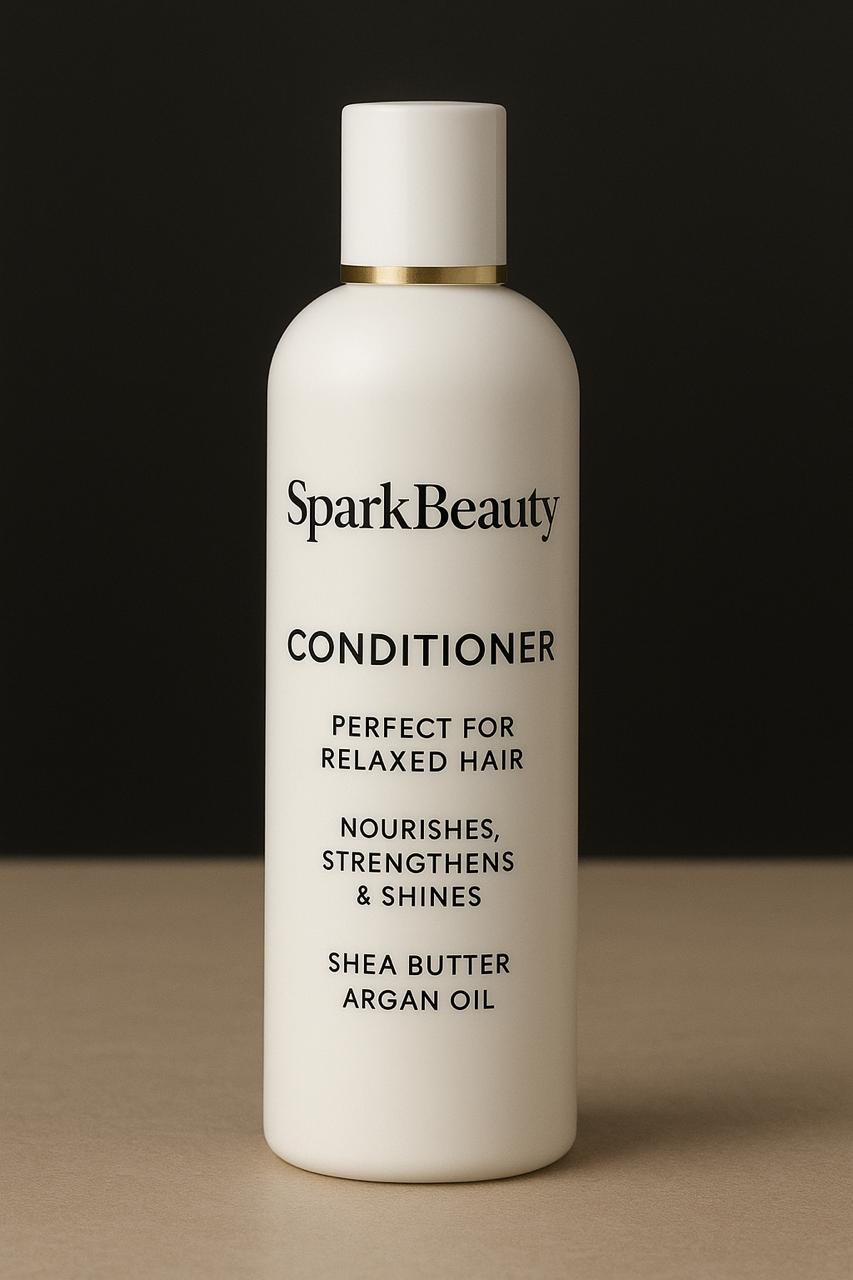 SparkBeauty
CONDITIONER
PERFECT FOR
RELAXED HAIR
NOURISHES,
STRENGTHENS
& SHINES
SHEA BUTTER
ARGAN OIL